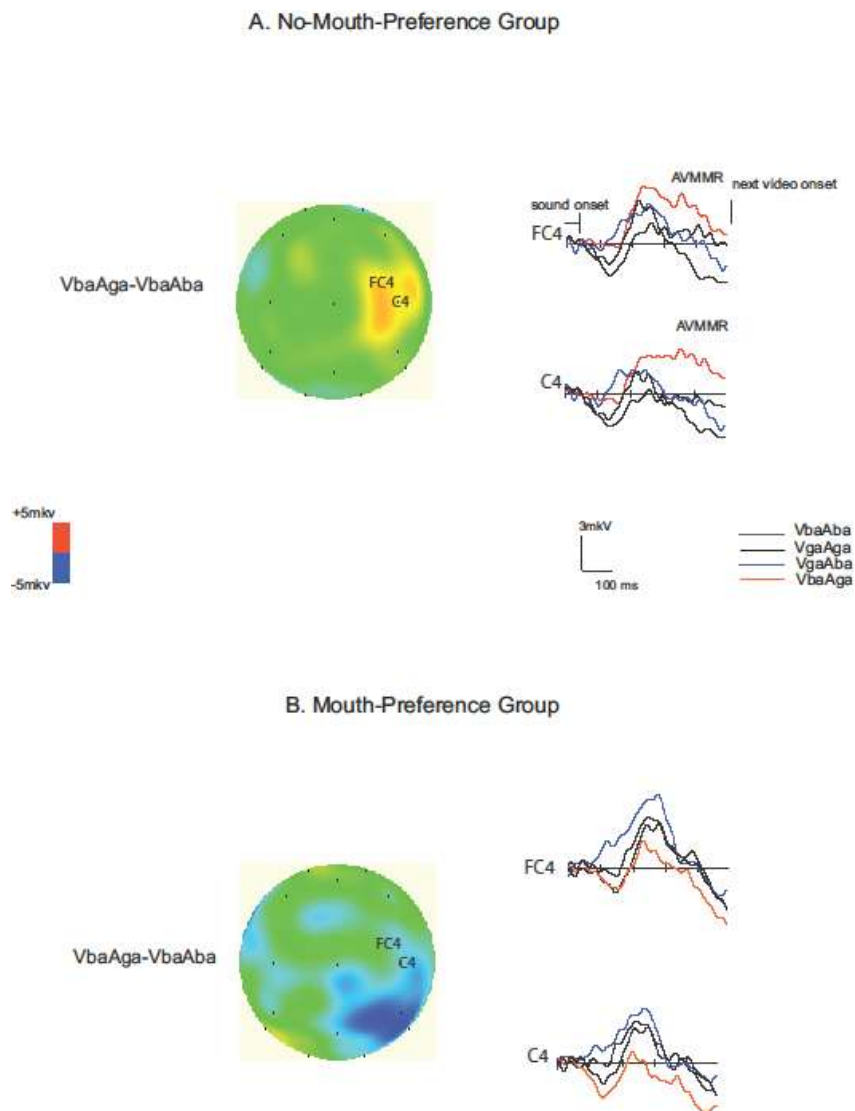 A. No-Mouth-Preference Group
AVMMR
next video onset
sound onset
FC4
VbaAga-VbaAba
FC4
C4
AVMMR
C4
+5mkv
-5mkv
3mkV
100 ms
VbaAba
VgaAga
VgaAba
VbaAga
B. Mouth-Preference Group
FC4
VbaAga-VbaAba
FC4
C4
C4